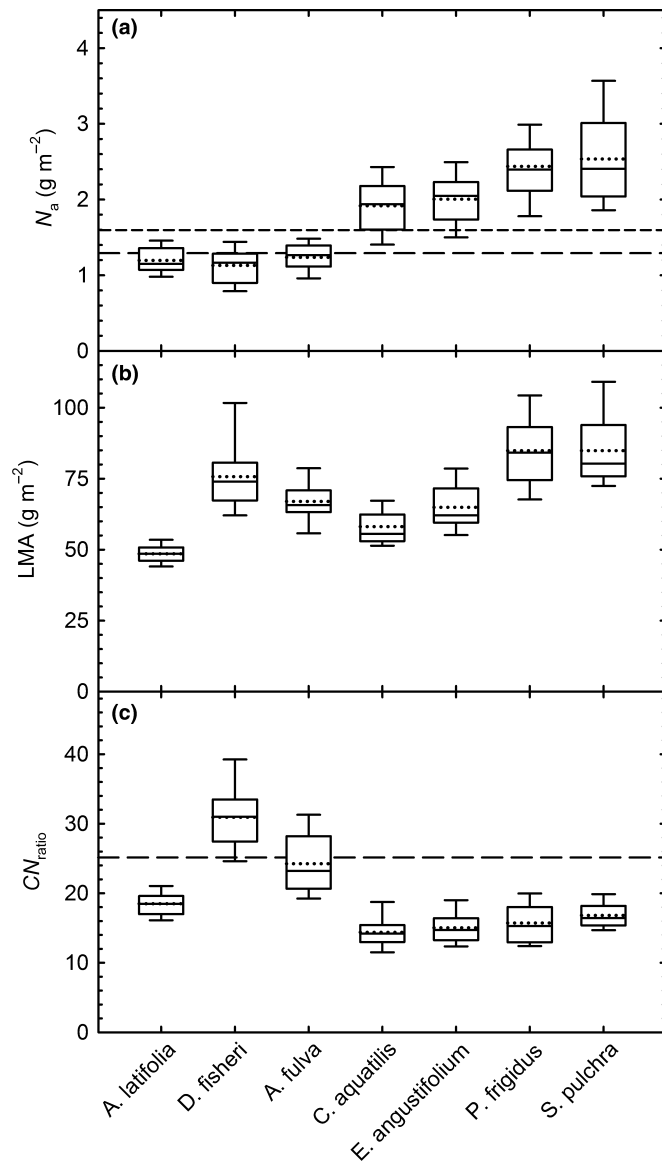 (a)
4
3
2
1
0
Na (g m−2)
(b)
100
75
50
25
0
LMA (g m−2)
(c)
40
30
20
10
0
CNratio
A. latifolia
D. fisheri
A. fulva
C. aquatilis
E. angustifolium
P. frigidus
S. pulchra